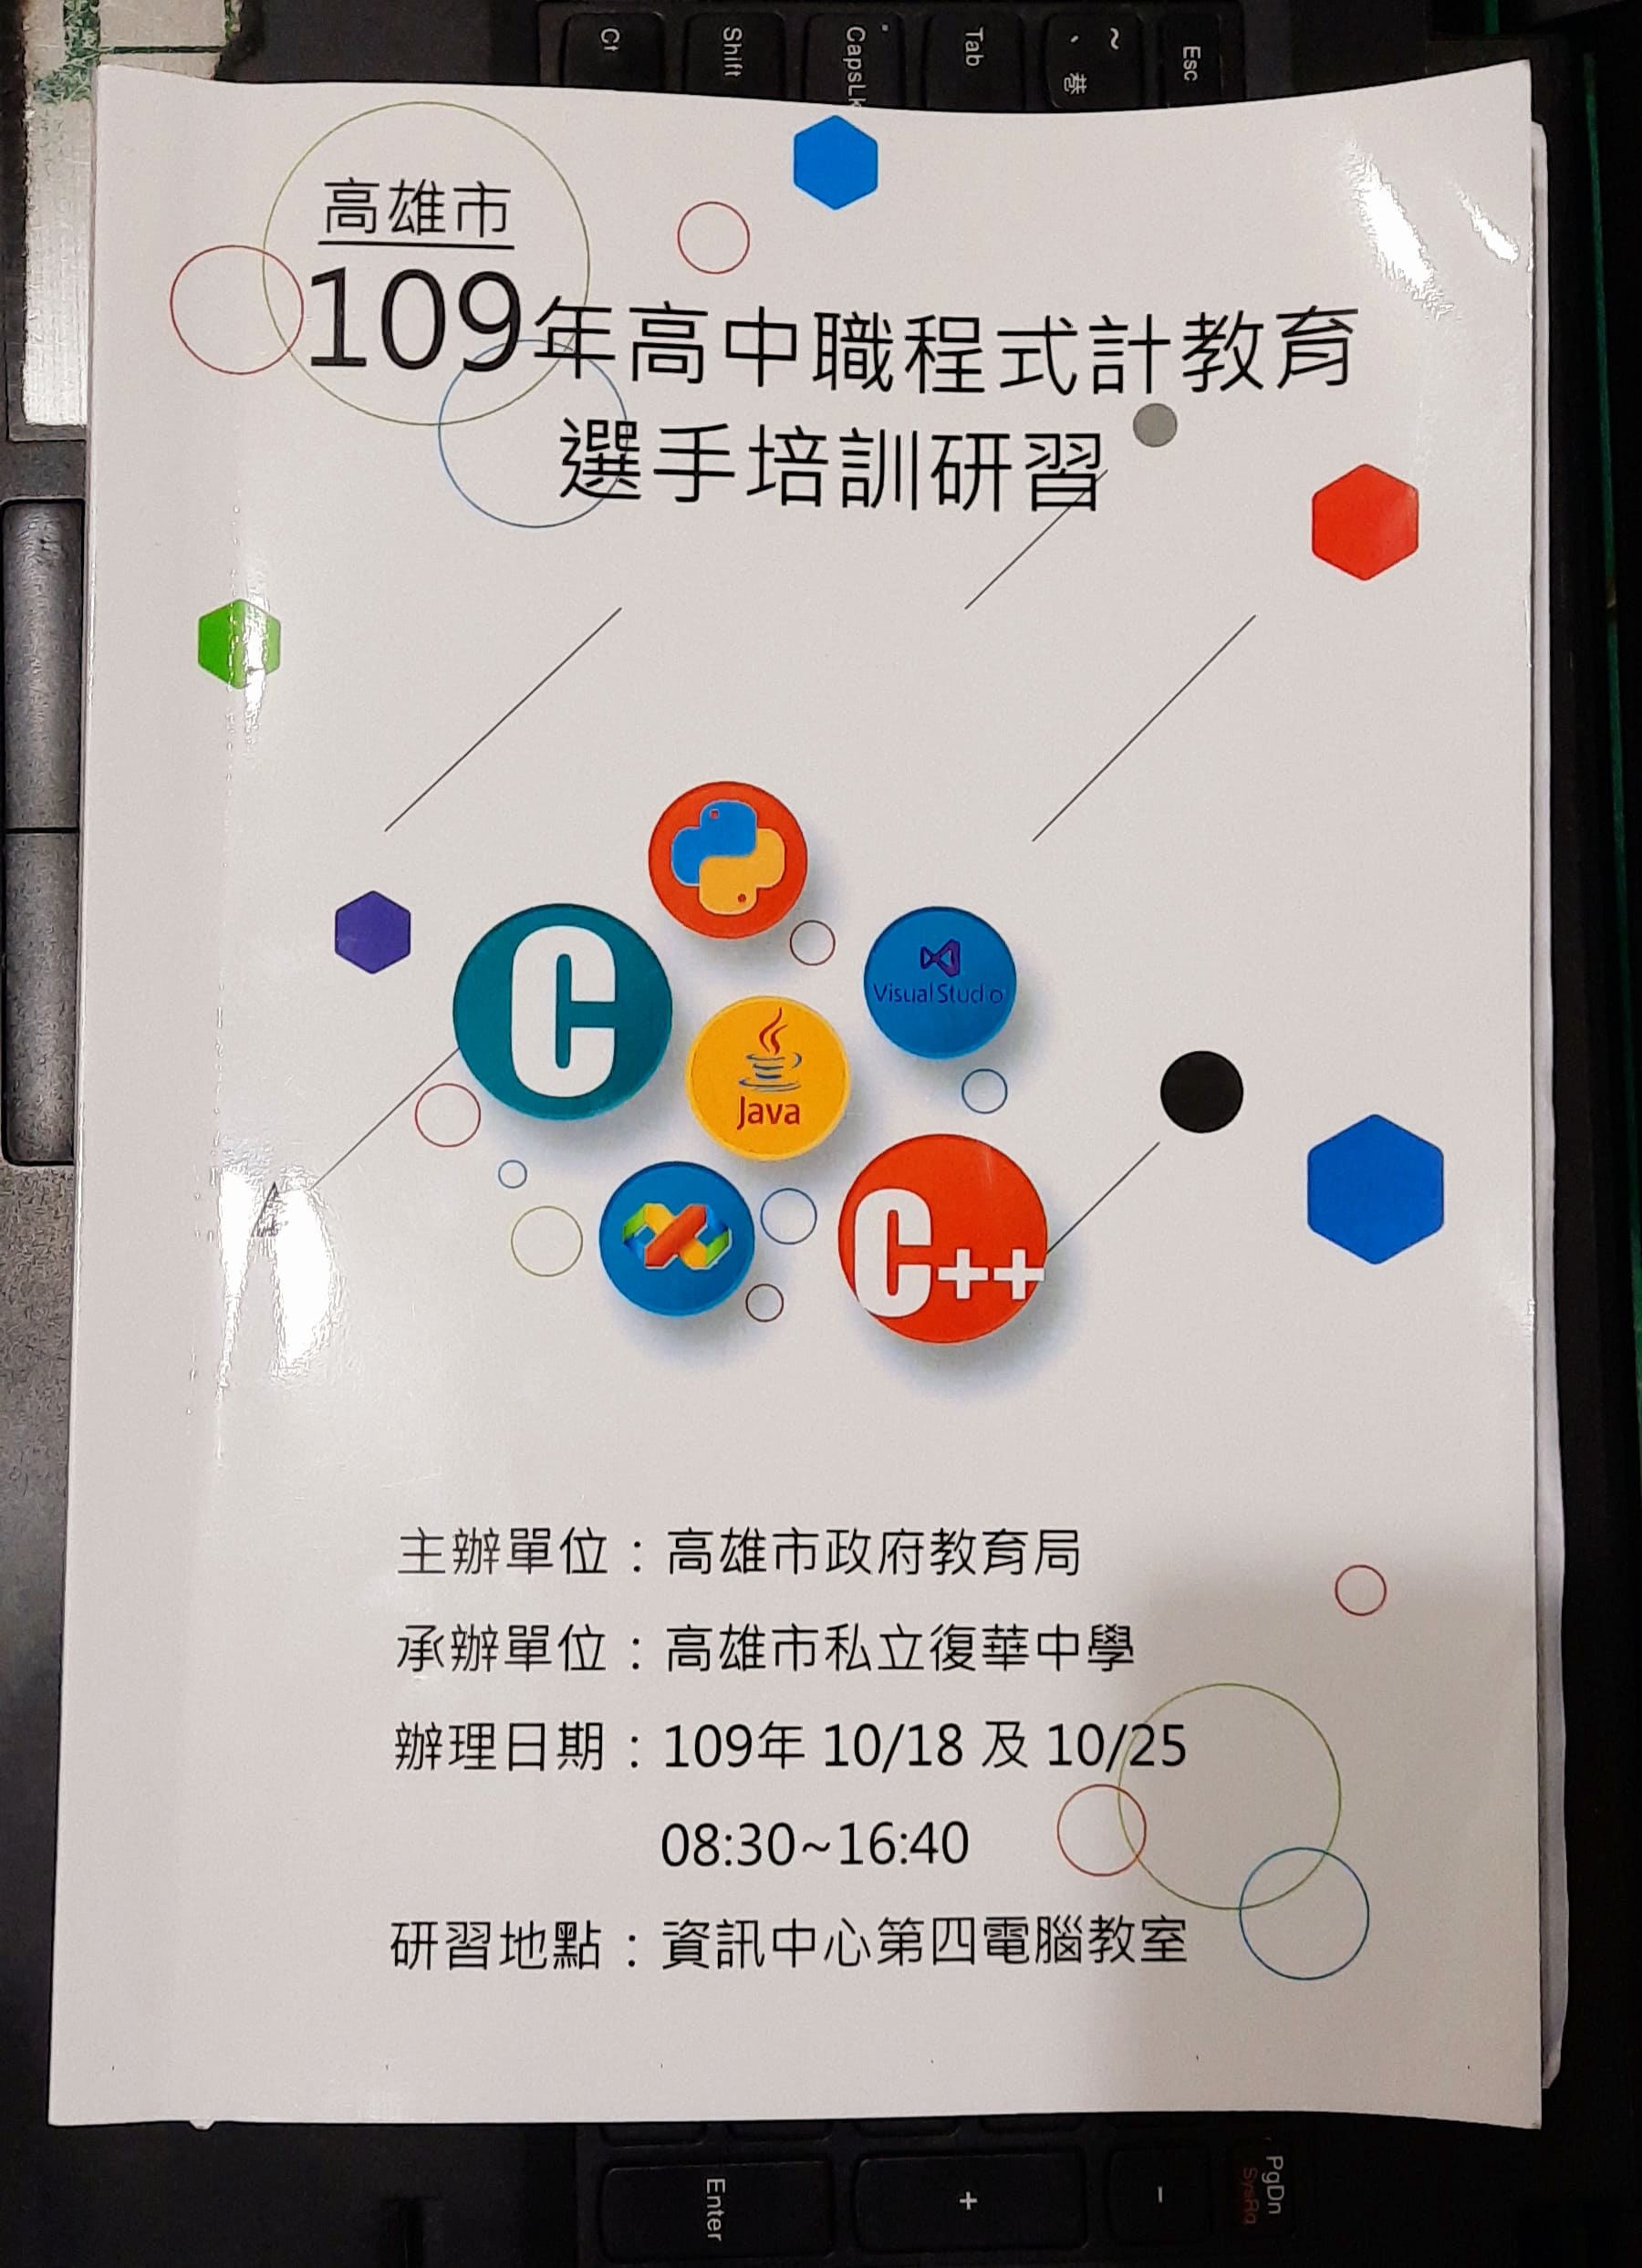 Ct
Shift
CapsLk
Tab
~
、 巷
Esc
高雄市
109年高中職程式計教育
選手培訓研習
C
Visual Studio
Java
C++
主辦單位：高雄市政府教育局
承辦單位：高雄市私立復華中學
辦理日期：109年 10/18 及 10/25
08:30~16:40
研習地點：資訊中心第四電腦教室
Enter
+
-
PgDn
SysRq